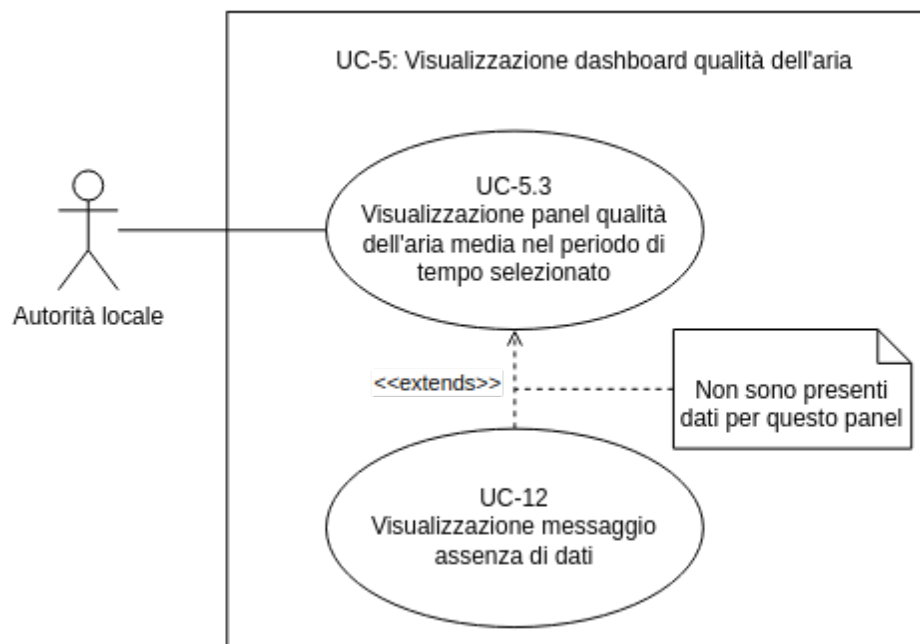 UC-5: Visualizzazione dashboard qualità dell'aria
UC-5.3
Visualizzazione panel qualità
dell'aria media nel periodo di
tempo selezionato
Autorità locale
<<extends>>
Non sono presenti
dati per questo panel
UC-12
Visualizzazione messaggio
assenza di dati